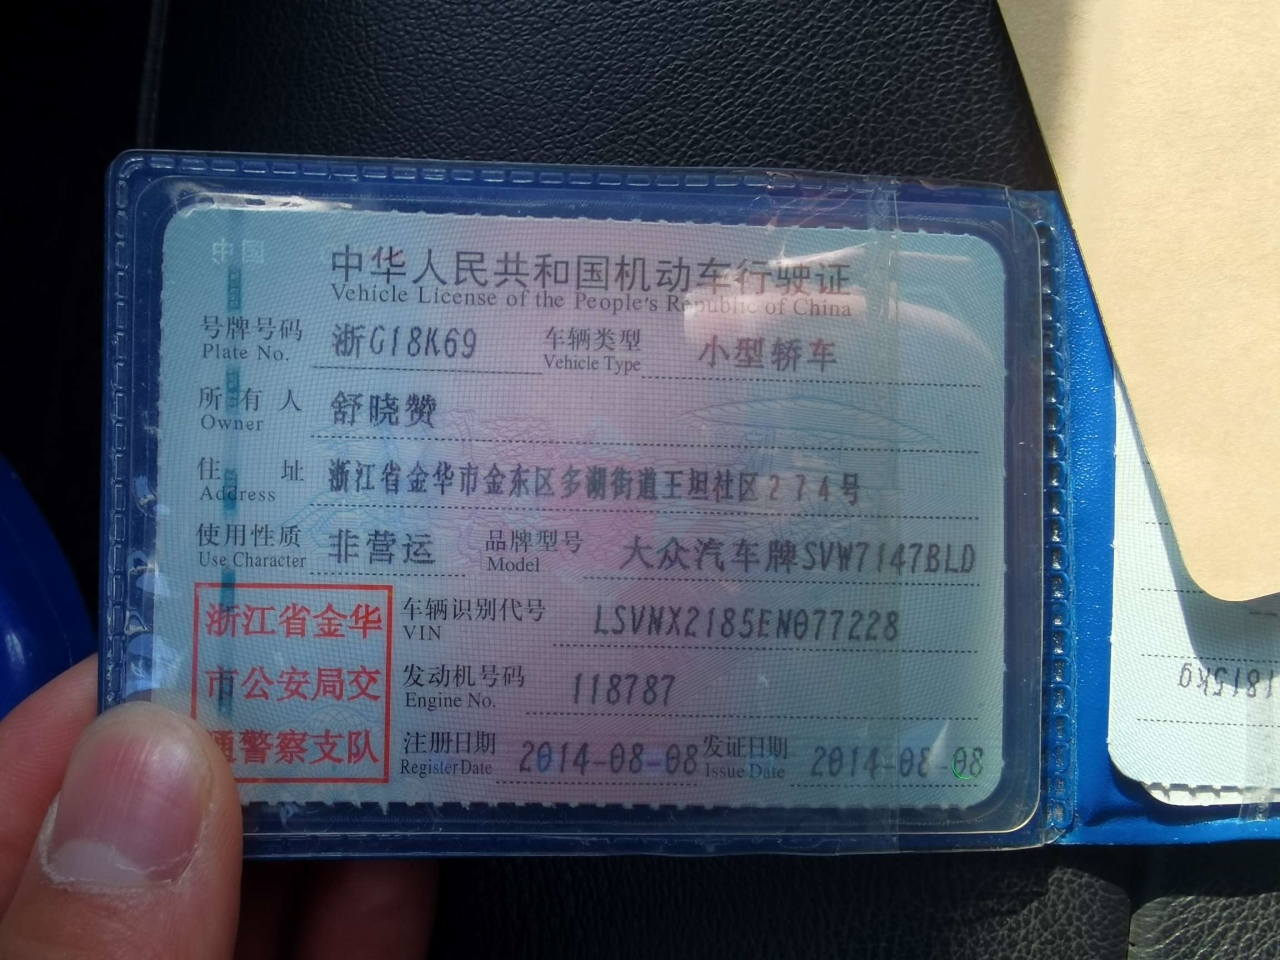 中国
中华人民共和国机动车行驶证
Vehicle License of the People's Republic of China
号牌号码 浙G18K69 车辆类型 小型轿车
Plate No. Vehicle Type
所有人 舒晓赞
Owner
住址 浙江省金华市金东区多湖街道王坦社区274号
Address
使用性质 非营运 品牌型号 大众汽车牌SVW7147BLD
Use Character Model
浙江省金华
市公安局交
通警察支队
车辆识别代号 LSVNX2185EN077228
VIN
发动机号码 118787
Engine No.
注册日期 2014-08-08 发证日期 2014-08-08
Register Date Issue Date
1815kg